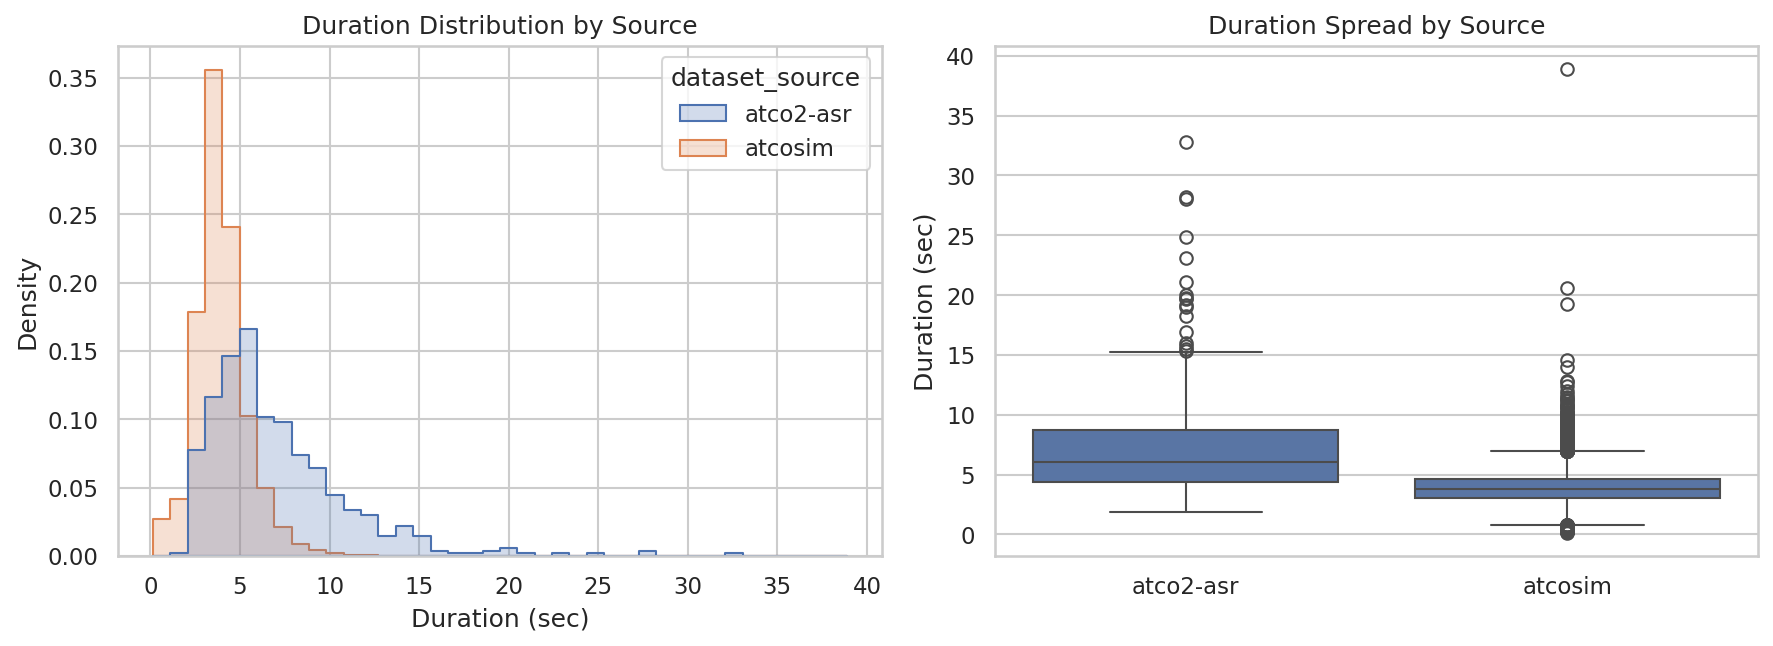 Duration Distribution by Source
0.35
0.30
0.25
0.20
0.15
0.10
0.05
0.00
Density
dataset_source
atco2-asr
atcosim
0 5 10 15 20 25 30 35 40
Duration (sec)
Duration Spread by Source
40
35
30
25
20
15
10
5
0
Duration (sec)
atco2-asr atcosim